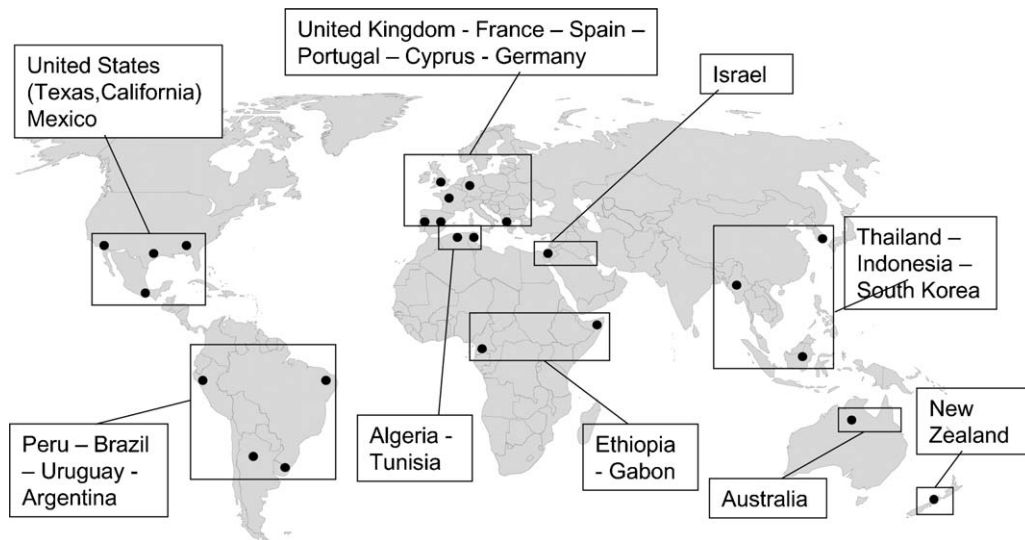 United Kingdom - France – Spain –
Portugal – Cyprus - Germany
United States
(Texas,California)
Mexico
Israel
Thailand –
Indonesia –
South Korea
Peru – Brazil
– Uruguay -
Argentina
Algeria -
Tunisia
Ethiopia
- Gabon
Australia
New
Zealand